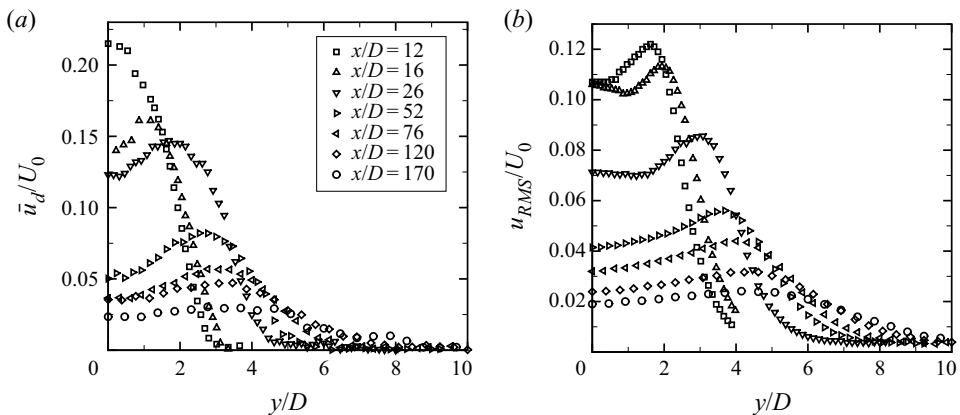 (a)
0.20
0.15
0.10
0.05
0
2
4
6
8
10
ū_d/U_0
y/D
x/D = 12
x/D = 16
x/D = 26
x/D = 52
x/D = 76
x/D = 120
x/D = 170
(b)
0.12
0.10
0.08
0.06
0.04
0.02
0
2
4
6
8
10
u_RMS/U_0
y/D